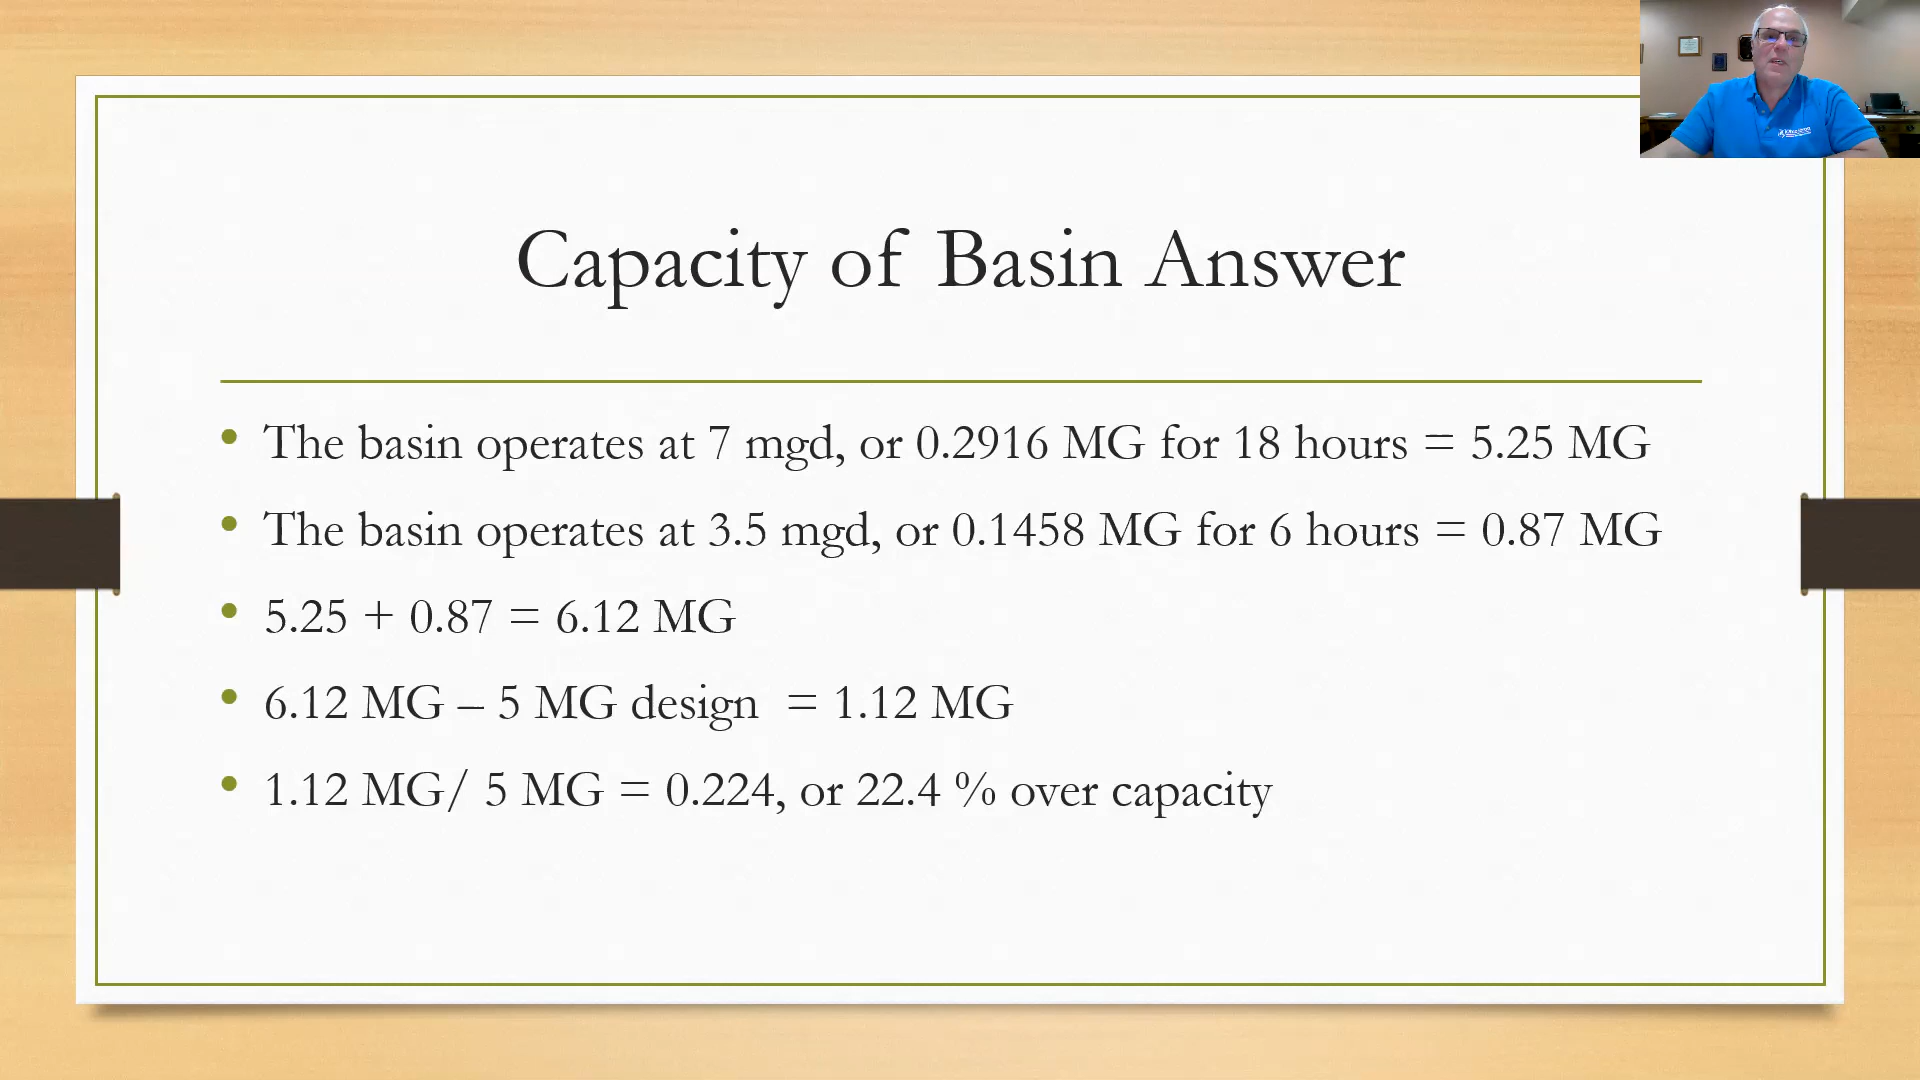 Capacity of Basin Answer
• The basin operates at 7 mgd, or 0.2916 MG for 18 hours = 5.25 MG
• The basin operates at 3.5 mgd, or 0.1458 MG for 6 hours = 0.87 MG
• 5.25 + 0.87 = 6.12 MG
• 6.12 MG – 5 MG design  = 1.12 MG
• 1.12 MG/ 5 MG = 0.224, or 22.4 % over capacity